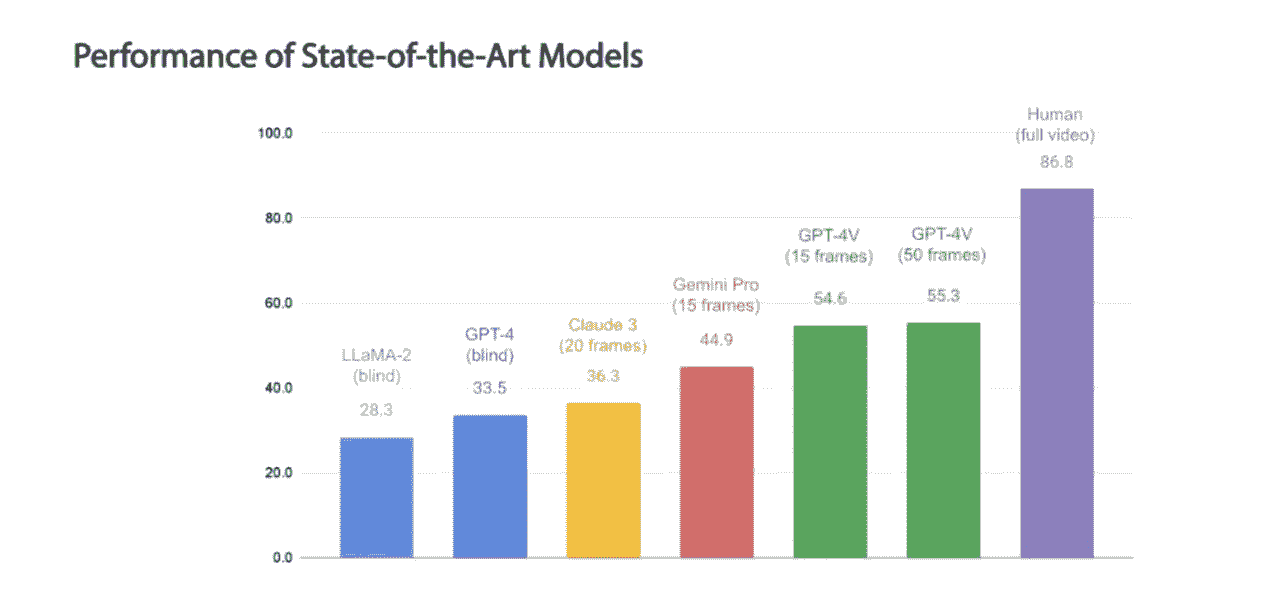 Performance of State-of-the-Art Models
100.0
80.0
60.0
40.0
20.0
0.0
LLaMA-2
(blind)
28.3
GPT-4
(blind)
33.5
Claude 3
(20 frames)
36.3
Gemini Pro
(15 frames)
44.9
GPT-4V
(15 frames)
54.6
GPT-4V
(50 frames)
55.3
Human
(full video)
86.8